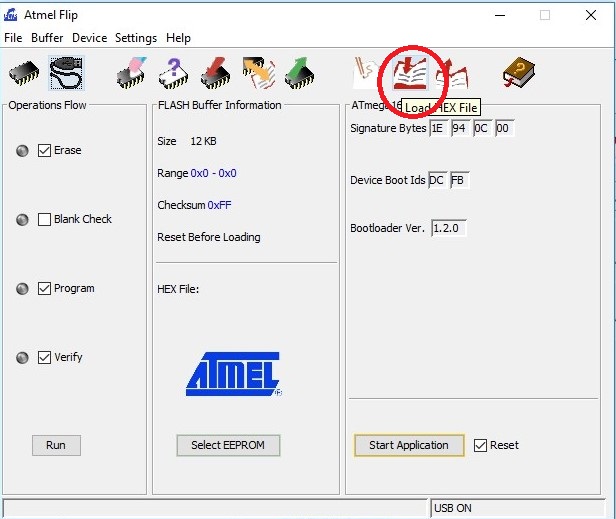 Atmel Flip
File Buffer Device Settings Help
Load HEX File
Operations Flow
Erase
Blank Check
Program
Verify
Run
FLASH Buffer Information
Size 12 KB
Range 0x0 - 0x0
Checksum 0xFF
Reset Before Loading
HEX File:
ATMEL
Select EEPROM
ATmega16
Signature Bytes 1E 94 0C 00
Device Boot Ids DC FB
Bootloader Ver. 1.2.0
Start Application
Reset
USB ON